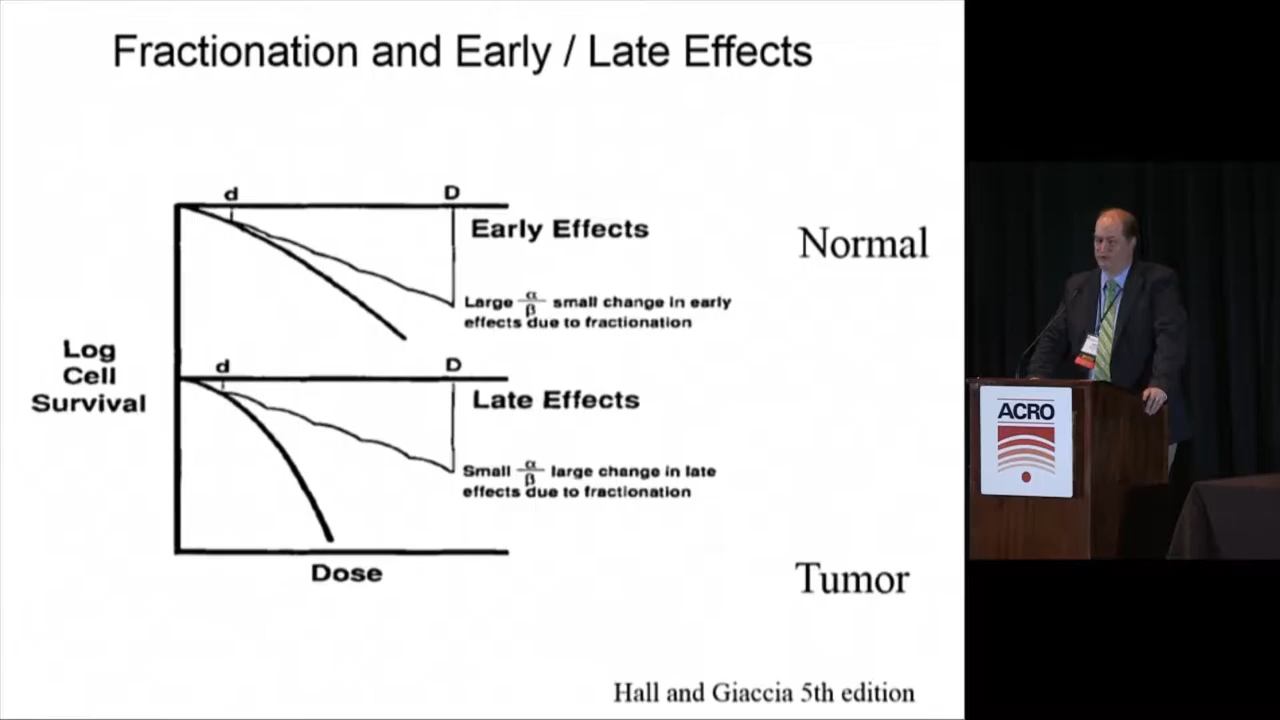 Fractionation and Early / Late Effects
d
D
Early Effects
Normal
Large α/β small change in early
effects due to fractionation
Log
Cell
Survival
d
D
Late Effects
Small α/β large change in late
effects due to fractionation
Dose
Tumor
Hall and Giaccia 5th edition
ACRO